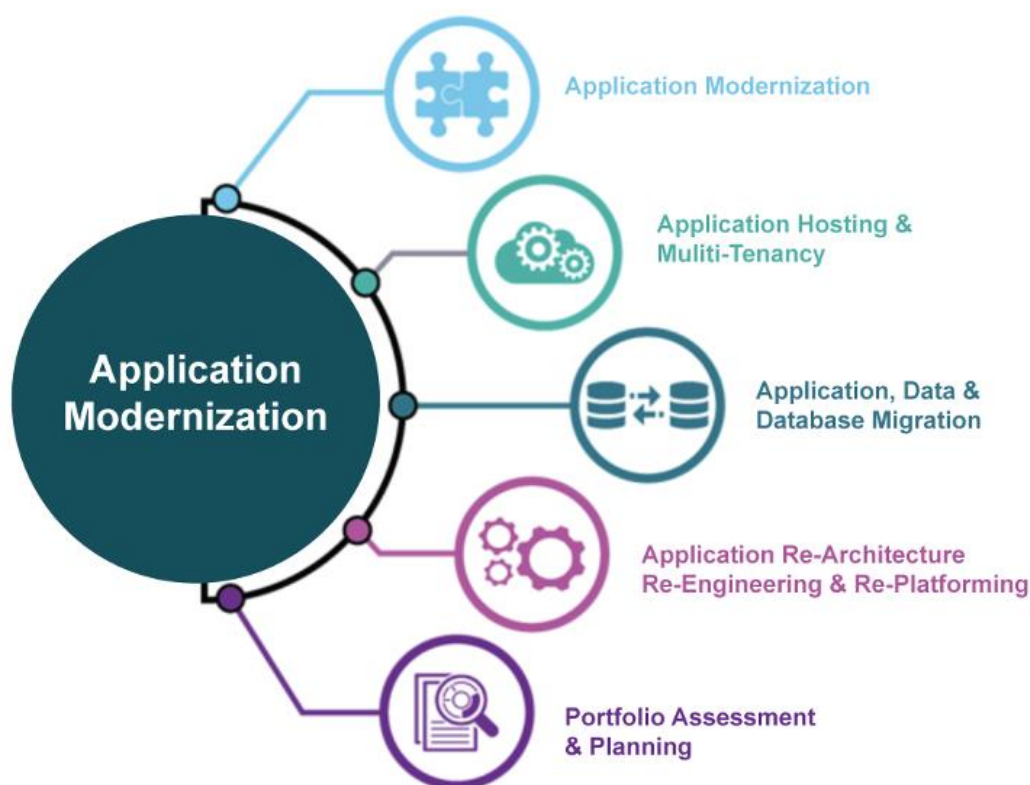 Application Modernization
Application Hosting &
Muliti-Tenancy
Application
Modernization
Application, Data &
Database Migration
Application Re-Architecture
Re-Engineering & Re-Platforming
Portfolio Assessment
& Planning